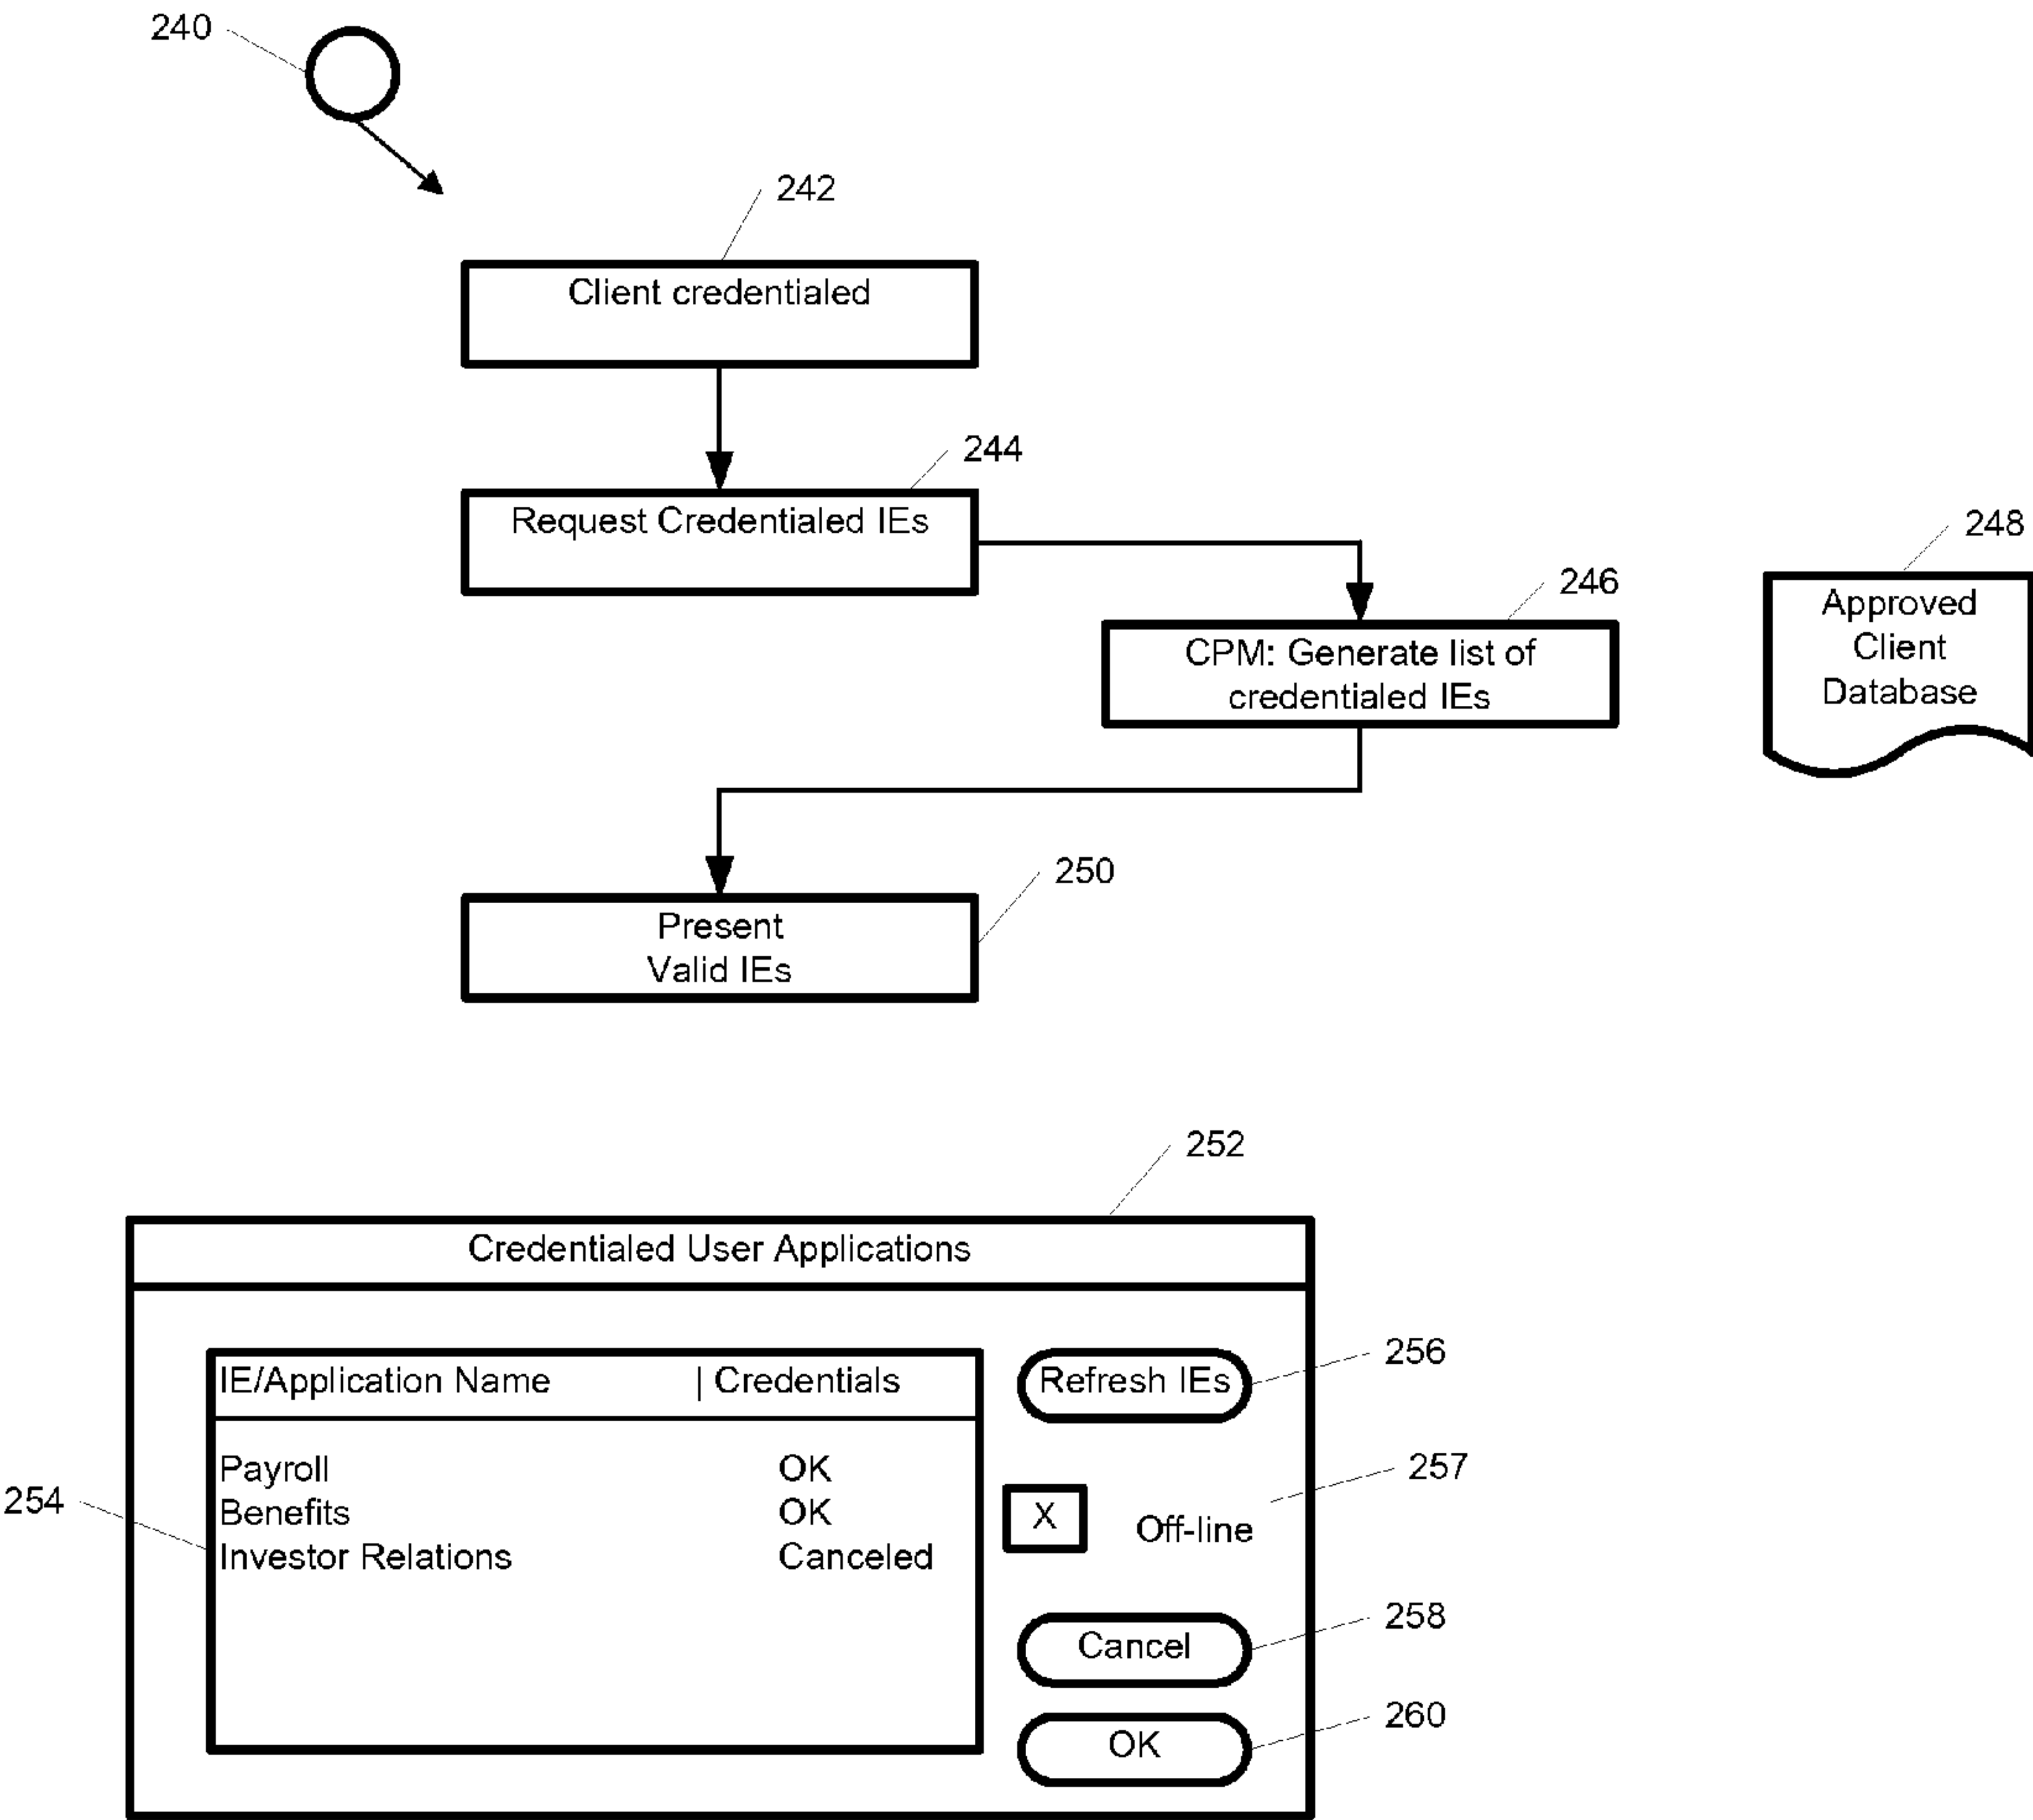 240
242
Client credentialed
244
Request Credentialed IEs
248
246
Approved
Client
Database
CPM: Generate list of
credentialed IEs
250
Present
Valid IEs
252
Credentialed User Applications
256
IE/Application Name | Credentials
Refresh IEs
257
254
Payroll OK
Benefits OK
Investor Relations Canceled
X Off-line
258
Cancel
260
OK